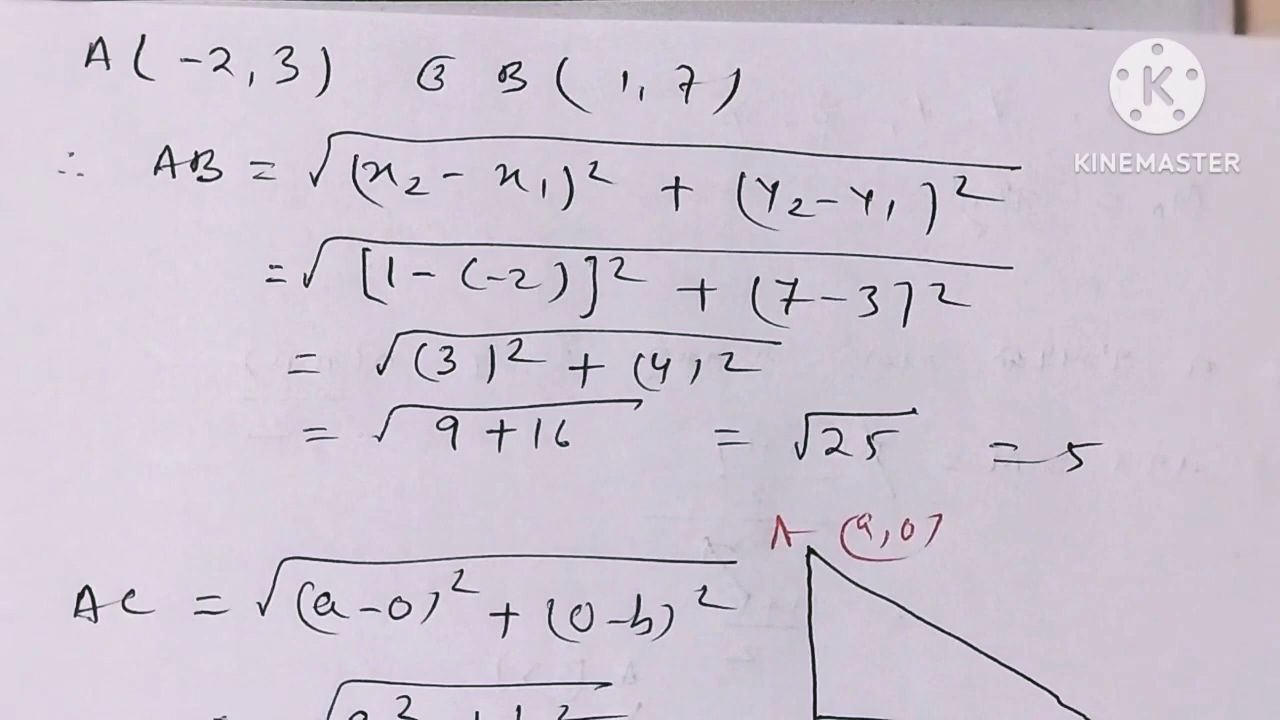 A(-2,3) ও B(1,7)
K
KINEMASTER
∴ AB = √(x₂ - x₁)² + (y₂ - y₁)²
= √[1 - (-2)]² + (7 - 3)²
= √(3)² + (4)²
= √9 + 16 = √25 = 5
A (a,0)
AC = √(a - 0)² + (0 - b)²